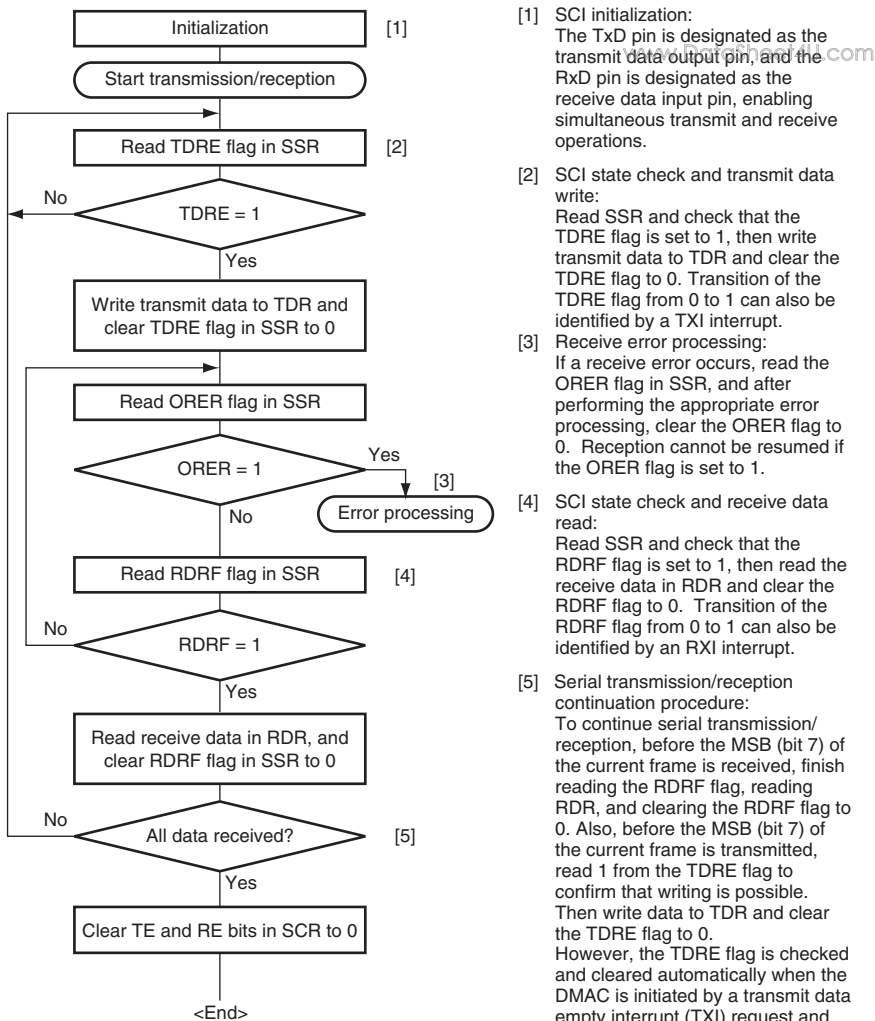 Initialization
[1]
Start transmission/reception
Read TDRE flag in SSR
[2]
No
TDRE = 1
Yes
Write transmit data to TDR and
clear TDRE flag in SSR to 0
Read ORER flag in SSR
ORER = 1
Yes
[3]
Error processing
No
Read RDRF flag in SSR
[4]
No
RDRF = 1
Yes
Read receive data in RDR, and
clear RDRF flag in SSR to 0
No
All data received?
[5]
Yes
Clear TE and RE bits in SCR to 0
<End>
[1] SCI initialization:
The TxD pin is designated as the
transmit data output pin, and the
www.DataSheet4U.com
RxD pin is designated as the
receive data input pin, enabling
simultaneous transmit and receive
operations.
[2] SCI state check and transmit data
write:
Read SSR and check that the
TDRE flag is set to 1, then write
transmit data to TDR and clear the
TDRE flag to 0. Transition of the
TDRE flag from 0 to 1 can also be
identified by a TXI interrupt.
[3] Receive error processing:
If a receive error occurs, read the
ORER flag in SSR, and after
performing the appropriate error
processing, clear the ORER flag to
0. Reception cannot be resumed if
the ORER flag is set to 1.
[4] SCI state check and receive data
read:
Read SSR and check that the
RDRF flag is set to 1, then read the
receive data in RDR and clear the
RDRF flag to 0. Transition of the
RDRF flag from 0 to 1 can also be
identified by an RXI interrupt.
[5] Serial transmission/reception
continuation procedure:
To continue serial transmission/
reception, before the MSB (bit 7) of
the current frame is received, finish
reading the RDRF flag, reading
RDR, and clearing the RDRF flag to
0. Also, before the MSB (bit 7) of
the current frame is transmitted,
read 1 from the TDRE flag to
confirm that writing is possible.
Then write data to TDR and clear
the TDRE flag to 0.
However, the TDRE flag is checked
and cleared automatically when the
DMAC is initiated by a transmit data
empty interrupt (TXI) request and